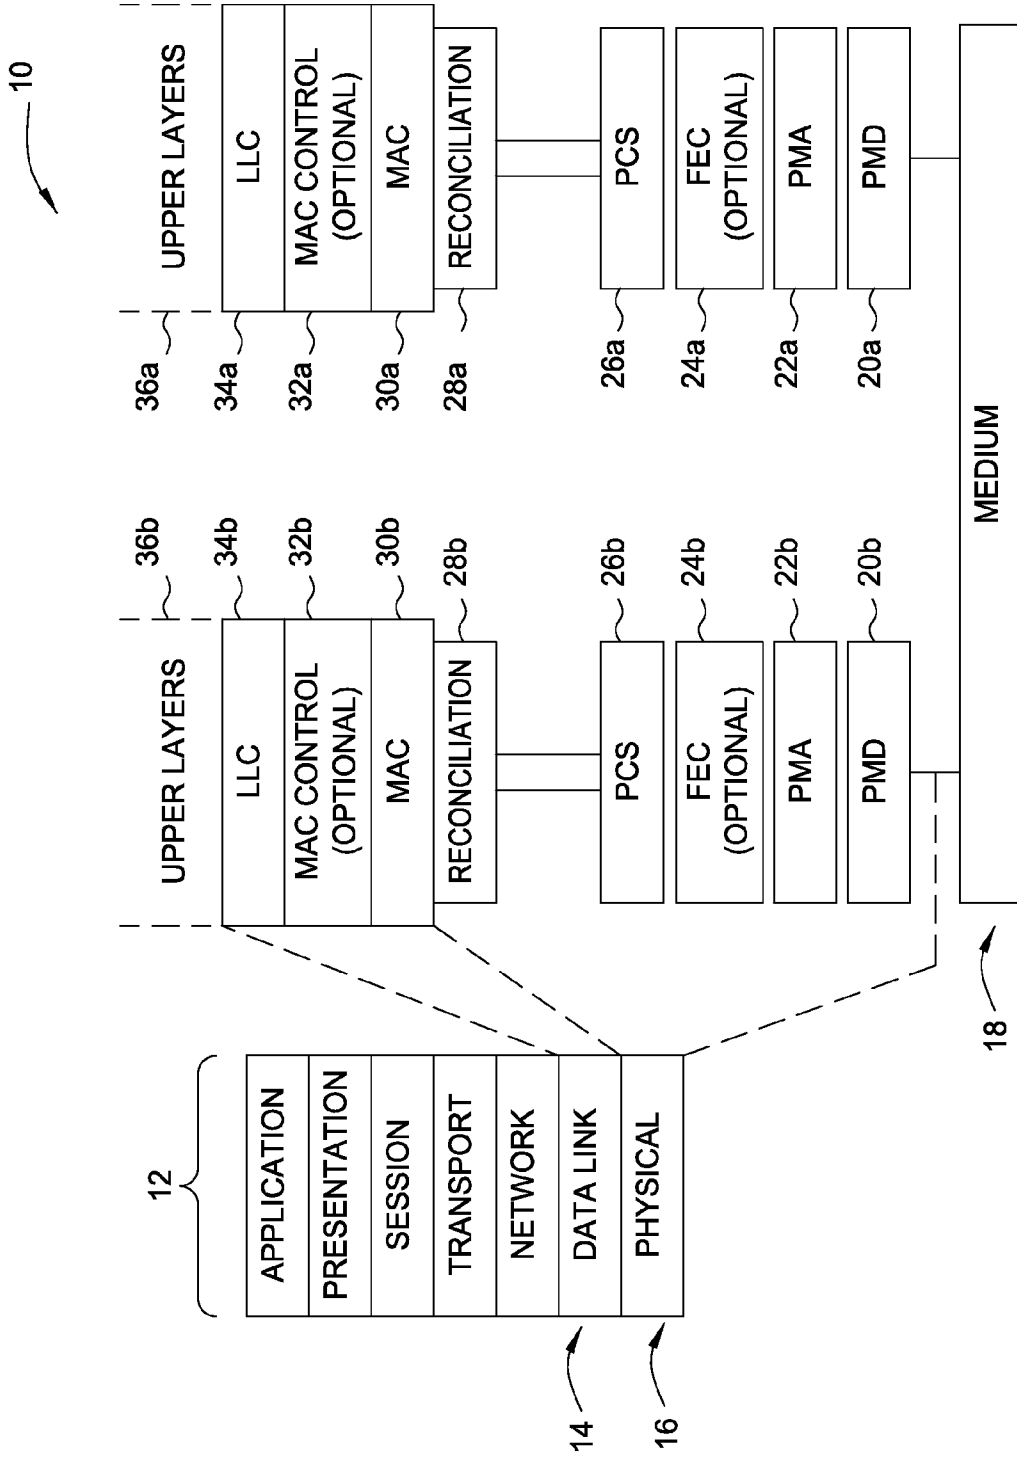 10
12
APPLICATION
PRESENTATION
SESSION
TRANSPORT
NETWORK
DATA LINK
PHYSICAL
14
16
UPPER LAYERS
LLC
MAC CONTROL
(OPTIONAL)
MAC
RECONCILIATION
PCS
FEC
(OPTIONAL)
PMA
PMD
36b
34b
32b
30b
28b
26b
24b
22b
20b
UPPER LAYERS
LLC
MAC CONTROL
(OPTIONAL)
MAC
RECONCILIATION
PCS
FEC
(OPTIONAL)
PMA
PMD
36a
34a
32a
30a
28a
26a
24a
22a
20a
MEDIUM
18